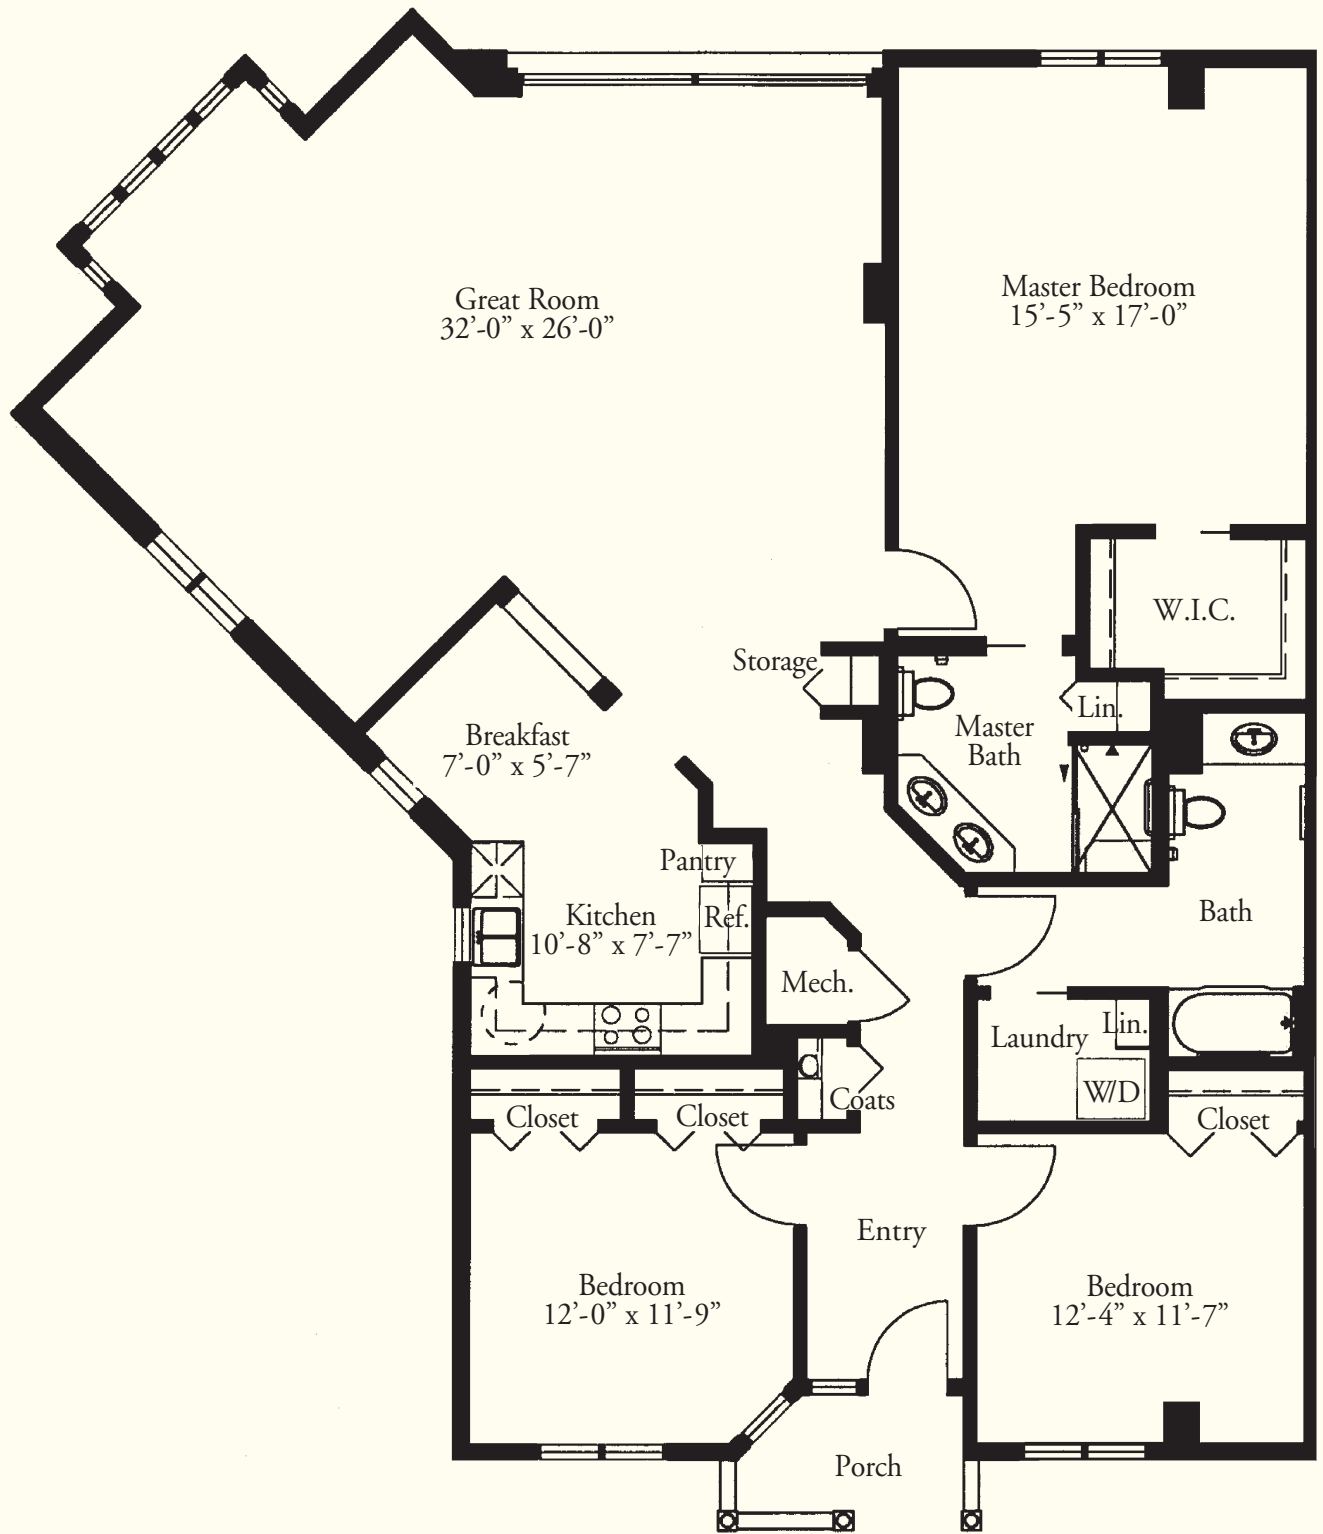 Great Room
32’-0” x 26’-0”
Master Bedroom
15’-5” x 17’-0”
W.I.C.
Storage
Lin.
Master
Bath
Breakfast
7’-0” x 5’-7”
Pantry
Ref.
Kitchen
10’-8” x 7’-7”
Bath
Mech.
Laundry
Lin.
W/D
Coats
Closet
Closet
Closet
Entry
Bedroom
12’-0” x 11’-9”
Bedroom
12’-4” x 11’-7”
Porch